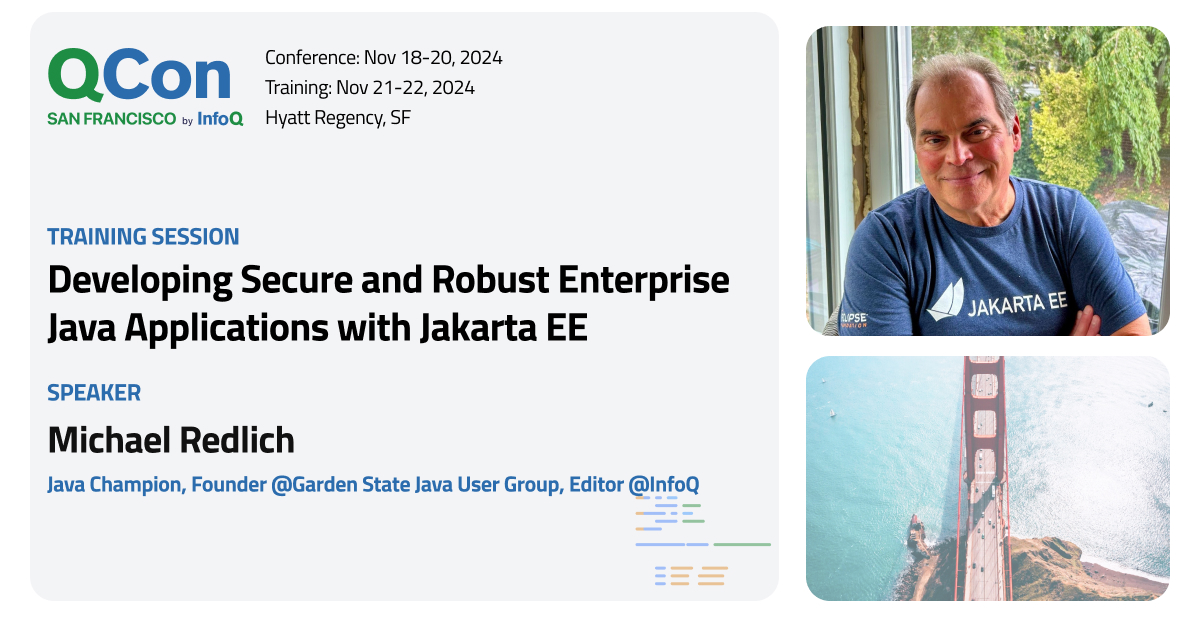 QCon
SAN FRANCISCO by InfoQ
Conference: Nov 18-20, 2024
Training: Nov 21-22, 2024
Hyatt Regency, SF
TRAINING SESSION
Developing Secure and Robust Enterprise
Java Applications with Jakarta EE
SPEAKER
Michael Redlich
Java Champion, Founder @Garden State Java User Group, Editor @InfoQ
JAKARTA EE